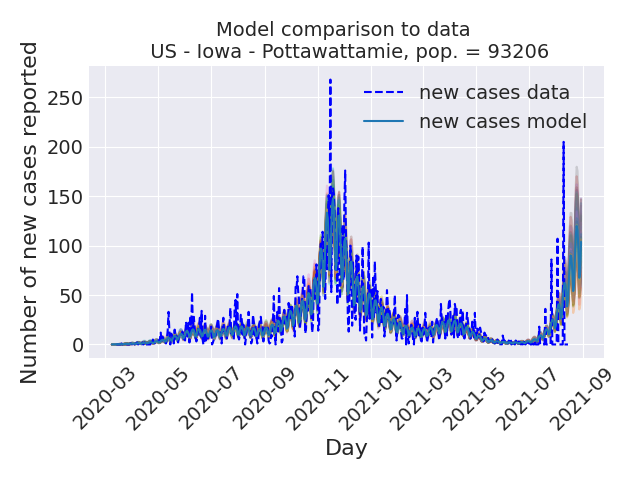 Model comparison to data
US - Iowa - Pottawattamie, pop. = 93206
Number of new cases reported
250
200
150
100
50
0
new cases data
new cases model
2020-03
2020-05
2020-07
2020-09
2020-11
2021-01
2021-03
2021-05
2021-07
2021-09
Day